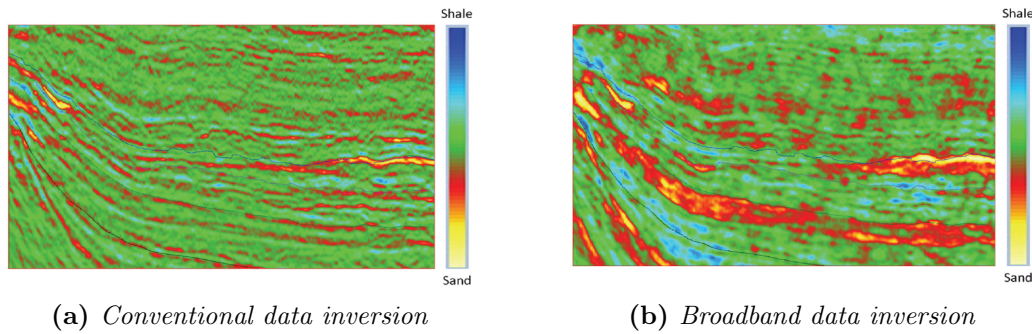 Shale
Sand
(a) Conventional data inversion
Shale
Sand
(b) Broadband data inversion